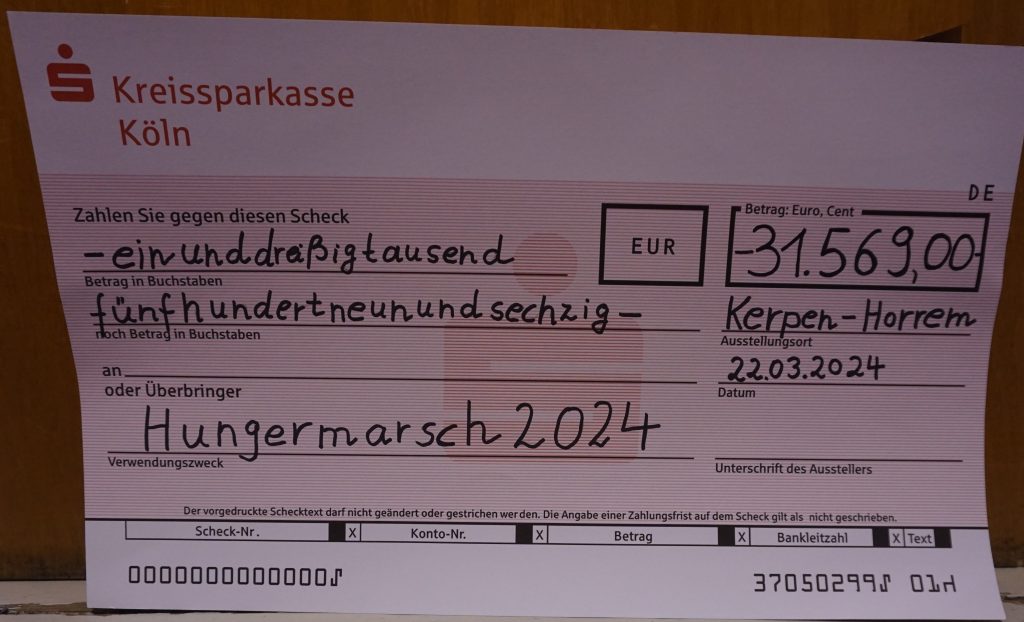 Kreissparkasse
Köln
DE
Zahlen Sie gegen diesen Scheck
-einunddräßigtausend
Betrag in Buchstaben
EUR
Betrag: Euro, Cent
-31.569,00-
fünfhundertneunundsechzig-
noch Betrag in Buchstaben
Kerpen-Horrem
Ausstellungsort
an
oder Überbringer
22.03.2024
Datum
Hungermarsch 2024
Verwendungszweck
Unterschrift des Ausstellers
Der vorgedruckte Schecktext darf nicht geändert oder gestrichen werden. Die Angabe einer Zahlungsfrist auf dem Scheck gilt als nicht geschrieben.
Scheck-Nr. X Konto-Nr. X Betrag X Bankleitzahl X Text
0000000000000⑀ 37050299⑀ 01⑁